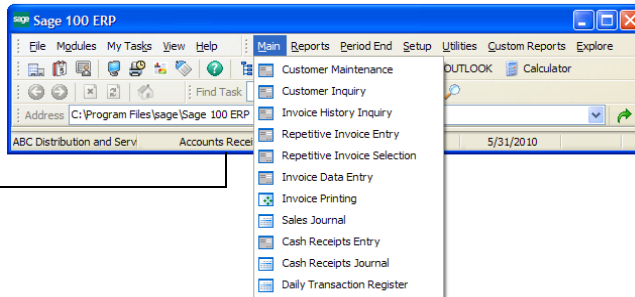 sage Sage 100 ERP
File Modules My Tasks View Help Main Reports Period End Setup Utilities Custom Reports Explore
Customer Maintenance OUTLOOK Calculator
Find Task Customer Inquiry
Address C:\Program Files\sage\Sage 100 ERP Invoice History Inquiry
Repetitive Invoice Entry
ABC Distribution and Servi Accounts Recei Repetitive Invoice Selection 5/31/2010
Invoice Data Entry
Invoice Printing
Sales Journal
Cash Receipts Entry
Cash Receipts Journal
Daily Transaction Register